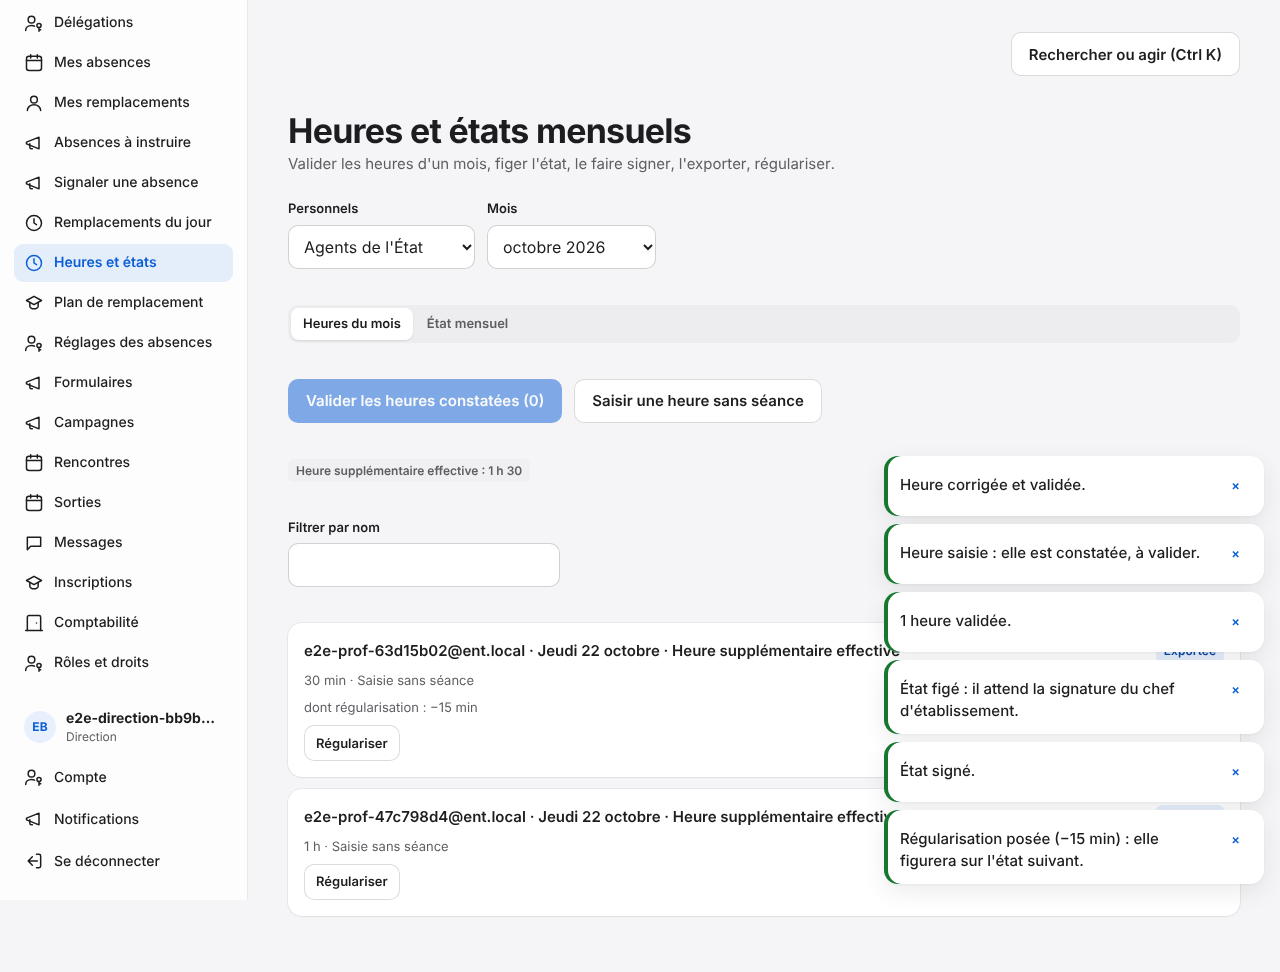 Délégations
Mes absences
Mes remplacements
Absences à instruire
Signaler une absence
Remplacements du jour
Heures et états
Plan de remplacement
Réglages des absences
Formulaires
Campagnes
Rencontres
Sorties
Messages
Inscriptions
Comptabilité
Rôles et droits
EB
e2e-direction-bb9b...
Direction
Compte
Notifications
Se déconnecter
Rechercher ou agir (Ctrl K)
Heures et états mensuels
Valider les heures d'un mois, figer l'état, le faire signer, l'exporter, régulariser.
Personnels
Mois
Agents de l'État
octobre 2026
Heures du mois
État mensuel
Valider les heures constatées (0)
Saisir une heure sans séance
Heure supplémentaire effective : 1 h 30
Filtrer par nom
e2e-prof-63d15b02@ent.local · Jeudi 22 octobre · Heure supplémentaire effective
Exportée
30 min · Saisie sans séance
dont régularisation : −15 min
Régulariser
e2e-prof-47c798d4@ent.local · Jeudi 22 octobre · Heure supplémentaire effectiv
1 h · Saisie sans séance
Régulariser
Heure corrigée et validée.
×
Heure saisie : elle est constatée, à valider.
×
1 heure validée.
×
État figé : il attend la signature du chef
d'établissement.
×
État signé.
×
Régularisation posée (−15 min) : elle
figurera sur l'état suivant.
×